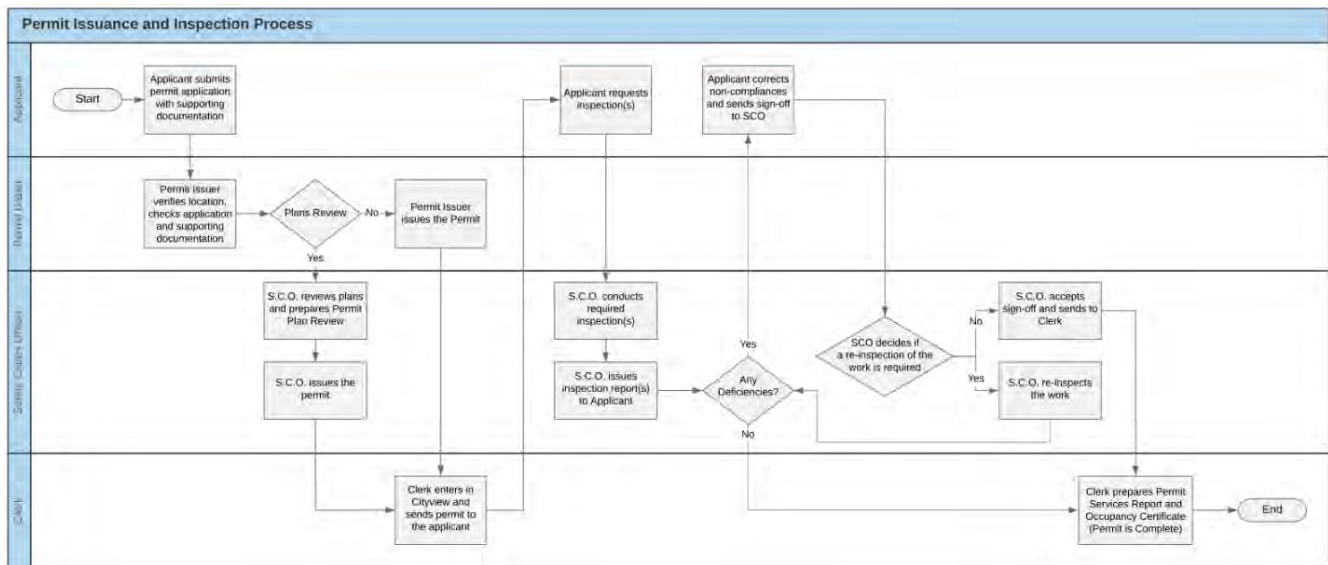 Permit Issuance and Inspection Process
Applicant
Start
Applicant submits
permit application
with supporting
documentation
Applicant requests
inspection(s)
Applicant corrects
non-compliances
and sends sign-off
to SCO
Permit Issuer
Permit Issuer
verifies location,
checks application
and supporting
documentation
Plans Review
No
Yes
Permit Issuer
issues the Permit
Safety Codes Officer
S.C.O. reviews plans
and prepares Permit
Plan Review
S.C.O. issues the
permit
S.C.O. conducts
required
inspection(s)
S.C.O. issues
inspection report(s)
to Applicant
Yes
Any
Deficiencies?
No
SCO decides if
a re-inspection of the
work is required
No
Yes
S.C.O. accepts
sign-off and sends to
Clerk
S.C.O. re-inspects
the work
Clerk
Clerk enters in
Cityview and
sends permit to
the applicant
Clerk prepares Permit
Services Report and
Occupancy Certificate
(Permit is Complete)
End